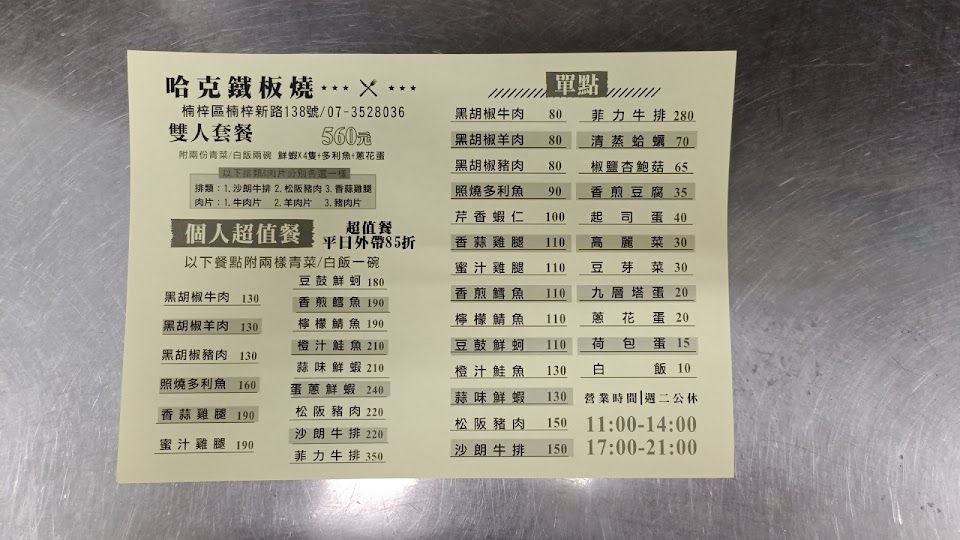 哈克鐵板燒
楠梓區楠梓新路138號/07-3528036
雙人套餐 560元
附兩份青菜/白飯兩碗 鮮蝦X4隻+多利魚+蔥花蛋
以下排類&肉片分別各選一樣
排類：1.沙朗牛排 2.松阪豬肉 3.香蒜雞腿
肉片：1.牛肉片 2.羊肉片 3.豬肉片
個人超值餐
超值餐
平日外帶85折
以下餐點附兩樣青菜/白飯一碗
黑胡椒牛肉 130
黑胡椒羊肉 130
黑胡椒豬肉 130
照燒多利魚 160
香蒜雞腿 190
蜜汁雞腿 190
豆鼓鮮蚵 180
香煎鱈魚 190
檸檬鯖魚 190
橙汁鮭魚 210
蒜味鮮蝦 210
蛋蔥鮮蝦 240
松阪豬肉 220
沙朗牛排 220
菲力牛排 350
單點
黑胡椒牛肉 80
黑胡椒羊肉 80
黑胡椒豬肉 80
照燒多利魚 90
芹香蝦仁 100
香蒜雞腿 110
蜜汁雞腿 110
香煎鱈魚 110
檸檬鯖魚 110
豆鼓鮮蚵 110
橙汁鮭魚 130
蒜味鮮蝦 130
松阪豬肉 150
沙朗牛排 150
菲力牛排 280
清蒸蛤蠣 70
椒鹽杏鮑菇 65
香煎豆腐 35
起司蛋 40
高麗菜 30
豆芽菜 30
九層塔蛋 20
蔥花蛋 20
荷包蛋 15
白飯 10
營業時間|週二公休
11:00-14:00
17:00-21:00